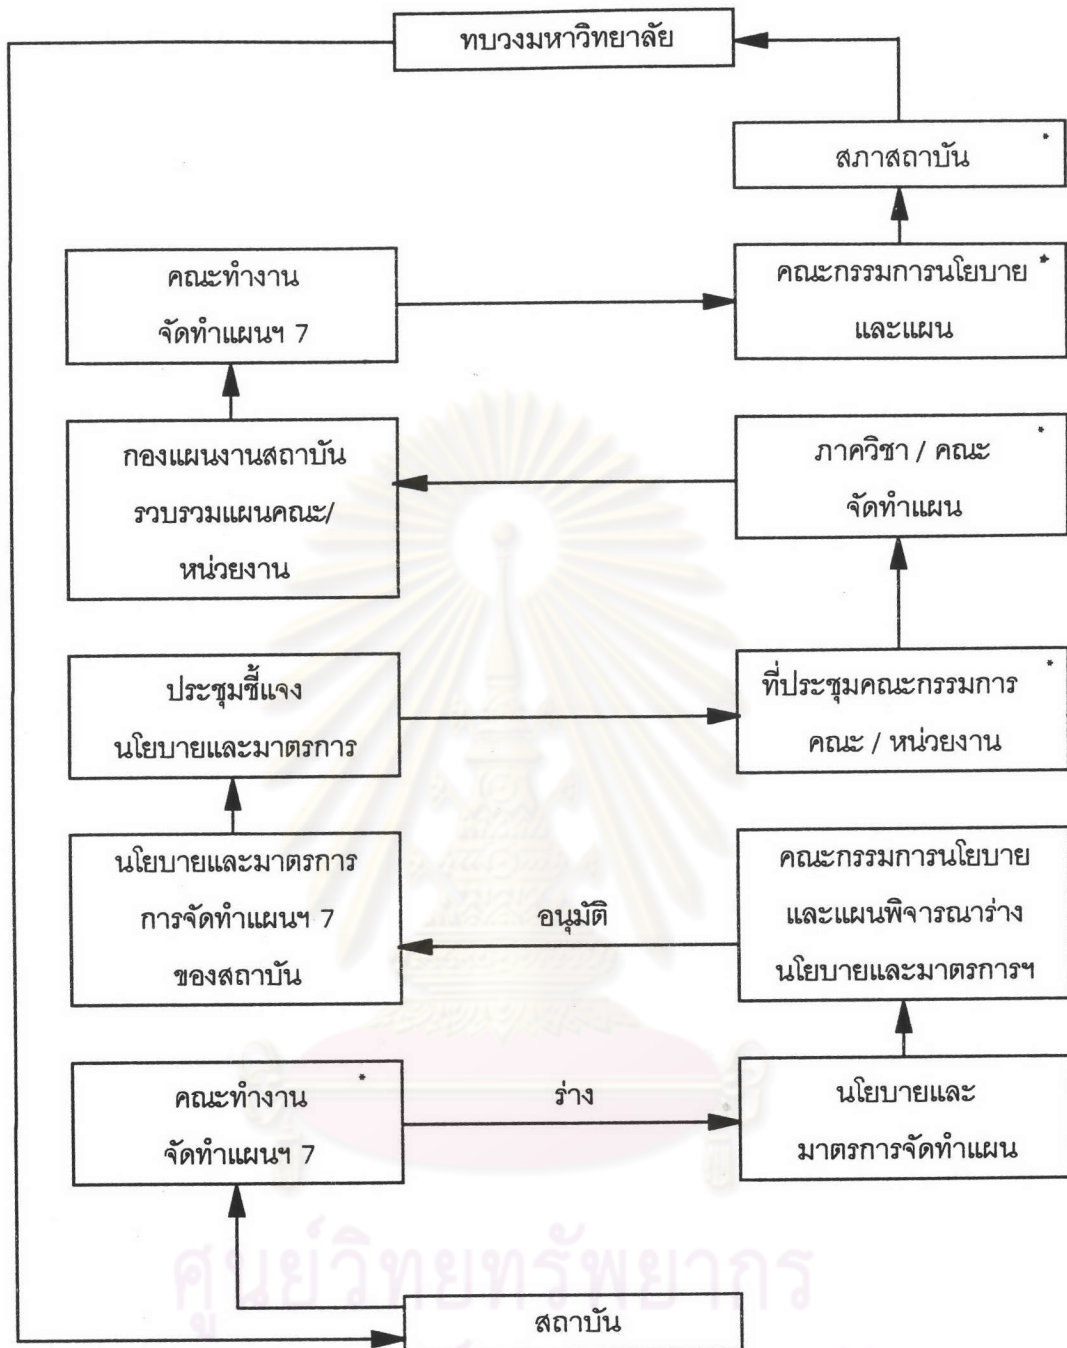 ทบวงมหาวิทยาลัย
สภาสถาบัน *
คณะทำงาน
จัดทำแผนฯ 7
คณะกรรมการนโยบาย *
และแผน
กองแผนงานสถาบัน
รวบรวมแผนคณะ/
หน่วยงาน
ภาควิชา / คณะ *
จัดทำแผน
ประชุมชี้แจง
นโยบายและมาตรการ
ที่ประชุมคณะกรรมการ *
คณะ / หน่วยงาน
นโยบายและมาตรการ
การจัดทำแผนฯ 7
ของสถาบัน
อนุมัติ
คณะกรรมการนโยบาย
และแผนพิจารณาร่าง
นโยบายและมาตรการฯ
คณะทำงาน *
จัดทำแผนฯ 7
ร่าง
นโยบายและ
มาตรการจัดทำแผน
ศูนย์วิทยทรัพยากร
สถาบัน